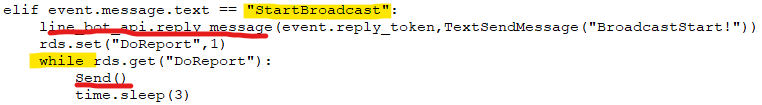 elif event.message.text == "StartBroadcast":
line_bot_api.reply_message(event.reply_token,TextSendMessage("BroadcastStart!"))
rds.set("DoReport",1)
while rds.get("DoReport"):
Send()
time.sleep(3)